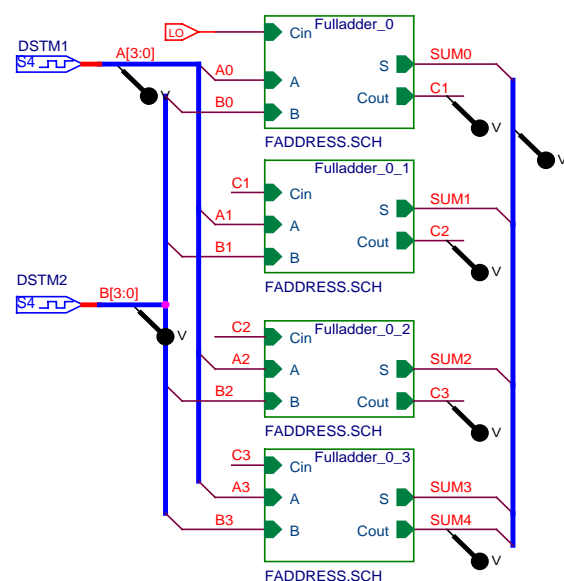 Fulladder_0
LO
Cin
DSTM1
A[3:0]
S4
SUM0
S
A0
A
C1
Cout
B0
B
V
V
V
FADDRESS.SCH
V
Fulladder_0_1
C1
Cin
SUM1
S
A1
A
C2
Cout
B1
B
V
FADDRESS.SCH
DSTM2
B[3:0]
S4
Fulladder_0_2
C2
Cin
V
SUM2
S
A2
A
C3
Cout
B2
B
V
FADDRESS.SCH
Fulladder_0_3
C3
Cin
SUM3
S
A3
A
SUM4
Cout
B3
B
V
FADDRESS.SCH